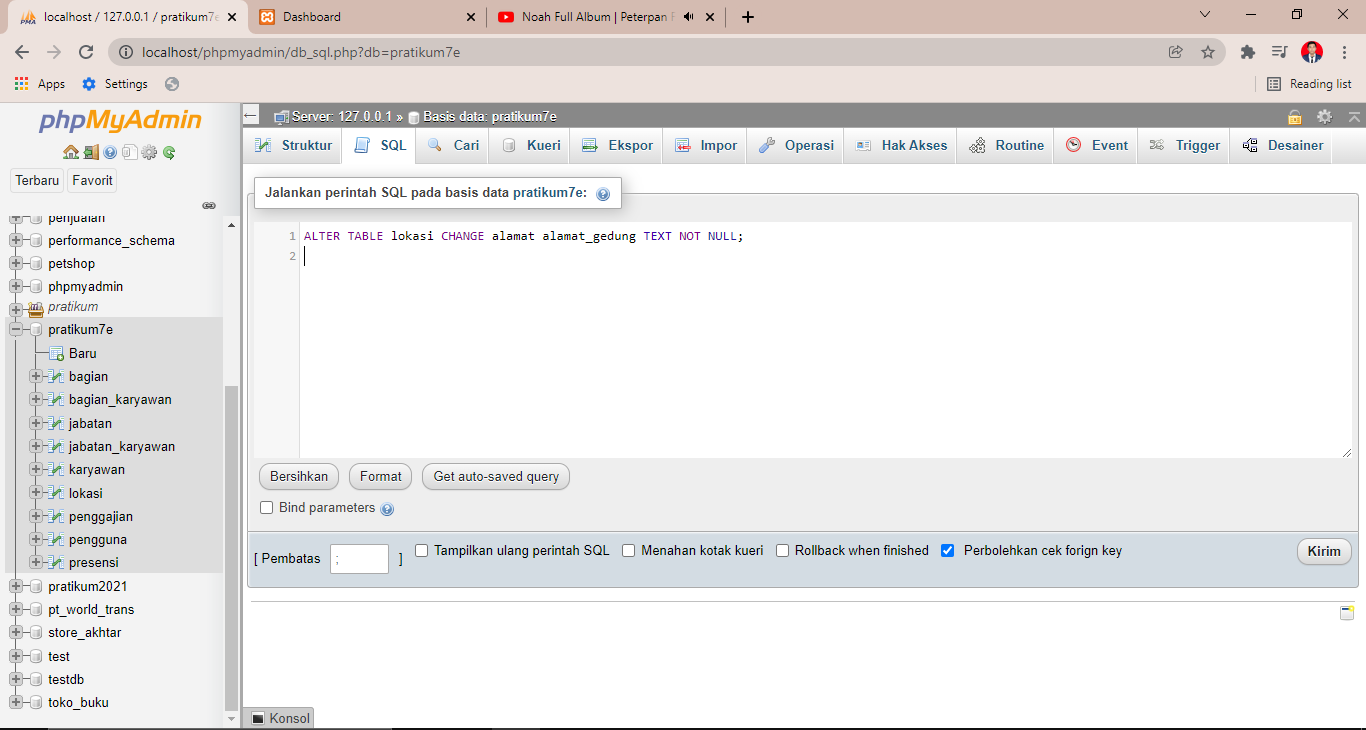 localhost / 127.0.0.1 / pratikum7e
Dashboard
Noah Full Album | Peterpan F
localhost/phpmyadmin/db_sql.php?db=pratikum7e
Apps
Settings
Reading list
phpMyAdmin
Terbaru
Favorit
penjualan
performance_schema
petshop
phpmyadmin
pratikum
pratikum7e
Baru
bagian
bagian_karyawan
jabatan
jabatan_karyawan
karyawan
lokasi
penggajian
pengguna
presensi
pratikum2021
pt_world_trans
store_akhtar
test
testdb
toko_buku
Server: 127.0.0.1 » Basis data: pratikum7e
Struktur
SQL
Cari
Kueri
Ekspor
Impor
Operasi
Hak Akses
Routine
Event
Trigger
Desainer
Jalankan perintah SQL pada basis data pratikum7e:
1 ALTER TABLE lokasi CHANGE alamat alamat_gedung TEXT NOT NULL;
2
Bersihkan
Format
Get auto-saved query
Bind parameters
[ Pembatas ; ]
Tampilkan ulang perintah SQL
Menahan kotak kueri
Rollback when finished
Perbolehkan cek forign key
Kirim
Konsol